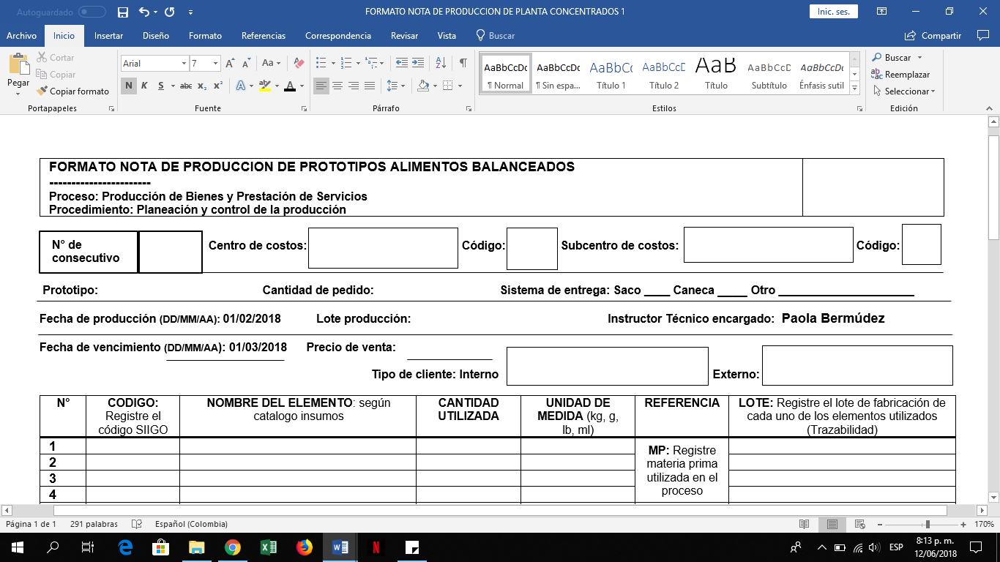 Autoguardado
FORMATO NOTA DE PRODUCCION DE PLANTA CONCENTRADOS 1
Inic. ses.
Archivo Inicio Insertar Diseño Formato Referencias Correspondencia Revisar Vista Buscar Compartir
Pegar
Cortar
Copiar
Copiar formato
Portapapeles
Arial 7 Aa
N K S abc x₂ x² A A
Fuente
Párrafo
AaBbCcDc AaBbCcDc AaBbCc AaBbCcD AaB AaBbCcD AaBbCcDc
¶ Normal ¶ Sin espa... Título 1 Título 2 Título Subtítulo Énfasis sutil
Estilos
Buscar
Reemplazar
Seleccionar
Edición
FORMATO NOTA DE PRODUCCION DE PROTOTIPOS ALIMENTOS BALANCEADOS
-----------------------
Proceso: Producción de Bienes y Prestación de Servicios
Procedimiento: Planeación y control de la producción
N° de
consecutivo
Centro de costos: Código: Subcentro de costos: Código:
Prototipo: Cantidad de pedido: Sistema de entrega: Saco ____ Caneca ____ Otro ____________________
Fecha de producción (DD/MM/AA): 01/02/2018 Lote producción: Instructor Técnico encargado: Paola Bermúdez
Fecha de vencimiento (DD/MM/AA): 01/03/2018 Precio de venta:
Tipo de cliente: Interno Externo:
N°
CODIGO:
Registre el
código SIIGO
NOMBRE DEL ELEMENTO: según
catalogo insumos
CANTIDAD
UTILIZADA
UNIDAD DE
MEDIDA (kg, g,
lb, ml)
REFERENCIA
LOTE: Registre el lote de fabricación de
cada uno de los elementos utilizados
(Trazabilidad)
1
2
3
4
MP: Registre
materia prima
utilizada en el
proceso
Página 1 de 1 291 palabras Español (Colombia) 170%
ESP
8:13 p. m.
12/06/2018